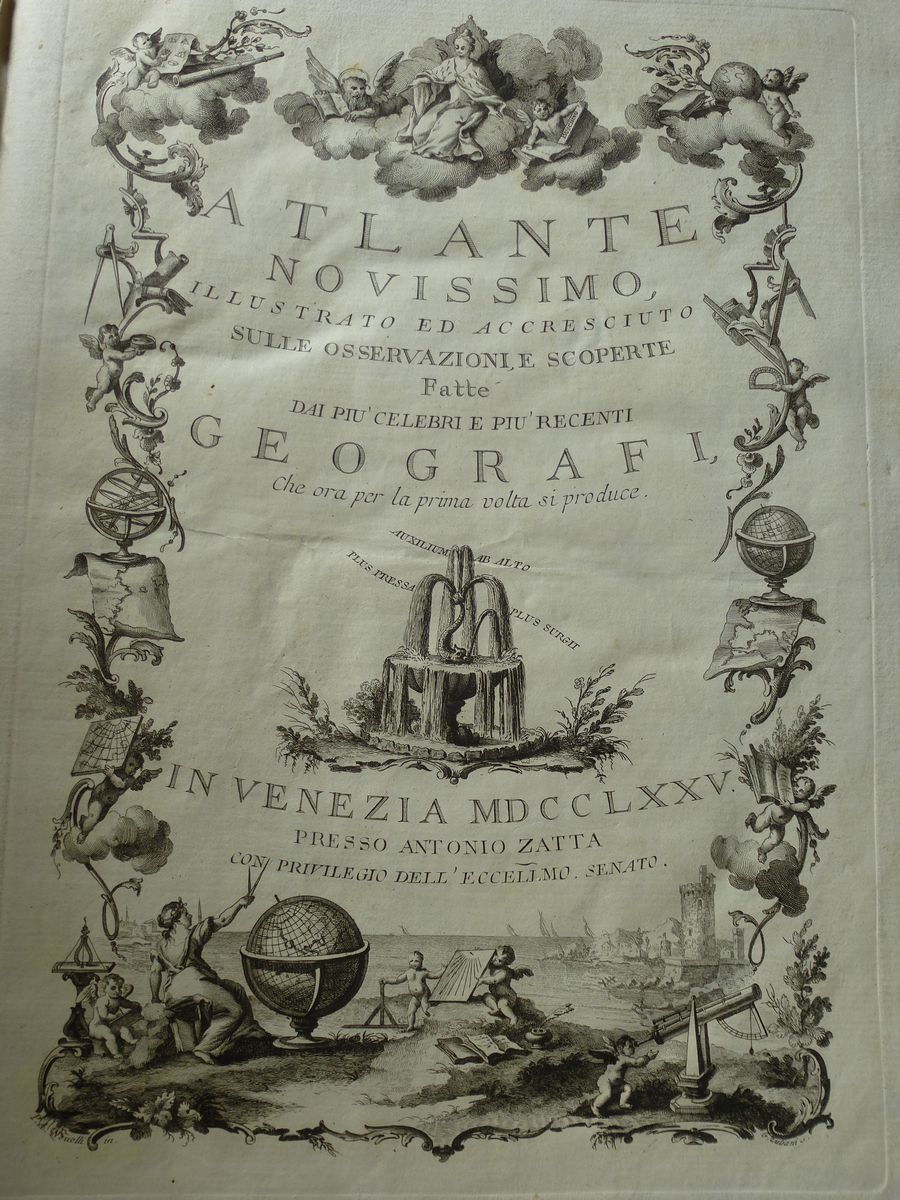 ATLANTE
NOVISSIMO,
ILLUSTRATO ED ACCRESCIUTO
SULLE OSSERVAZIONI, E SCOPERTE
Fatte
DAI PIU' CELEBRI E PIU' RECENTI
GEOGRAFI,
Che ora per la prima volta si produce.
AUXILIUM AB ALTO
PLUS PRESSA PLUS SURGIT
IN VENEZIA MDCCLXXV.
PRESSO ANTONIO ZATTA
CON PRIVILEGIO DELL'ECCELLMO. SENATO.
in.